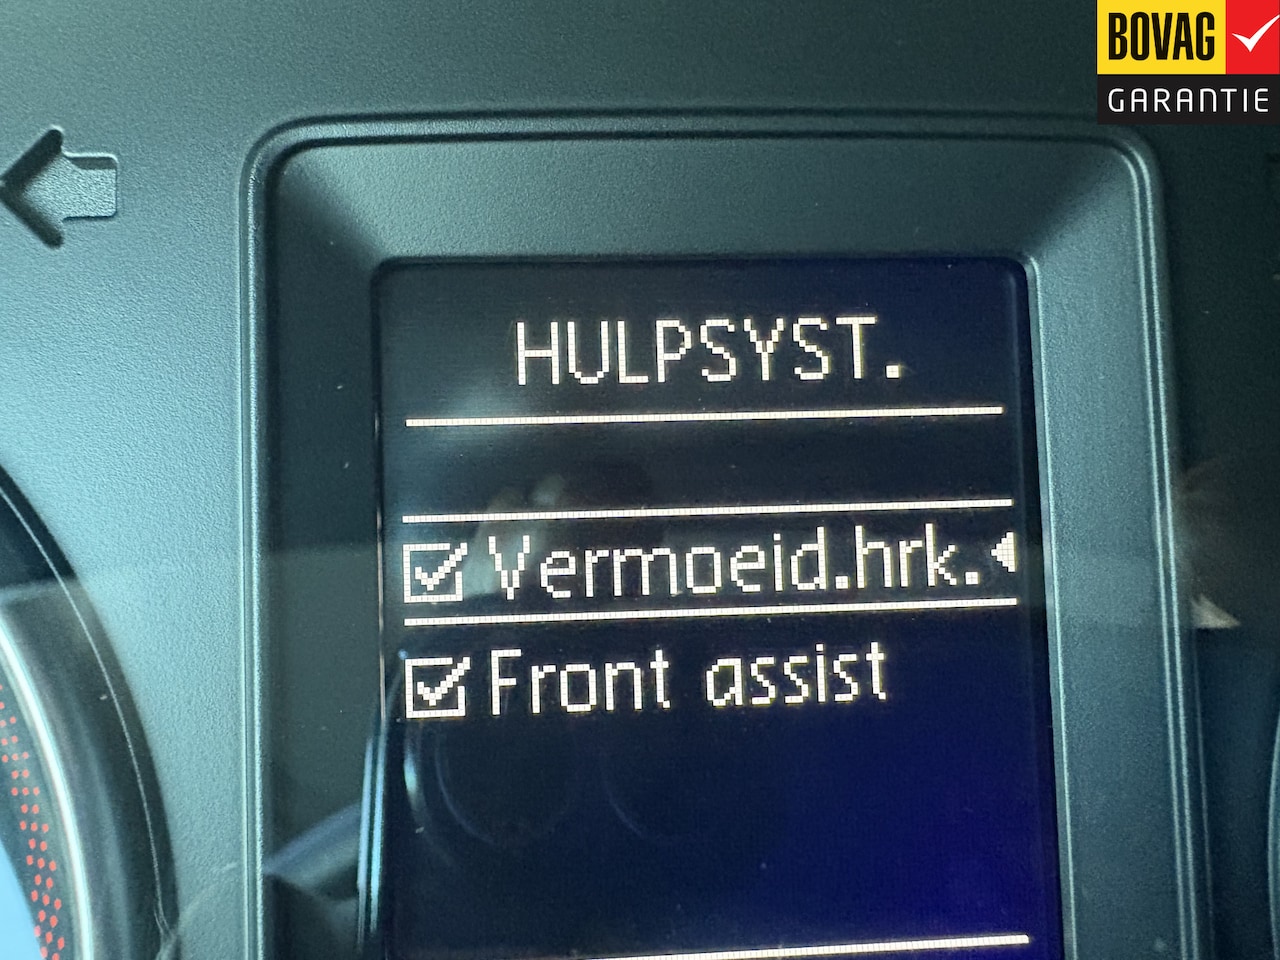 BOVAG
GARANTIE
HULPSYST.
Vermoeid.hrk.
Front assist